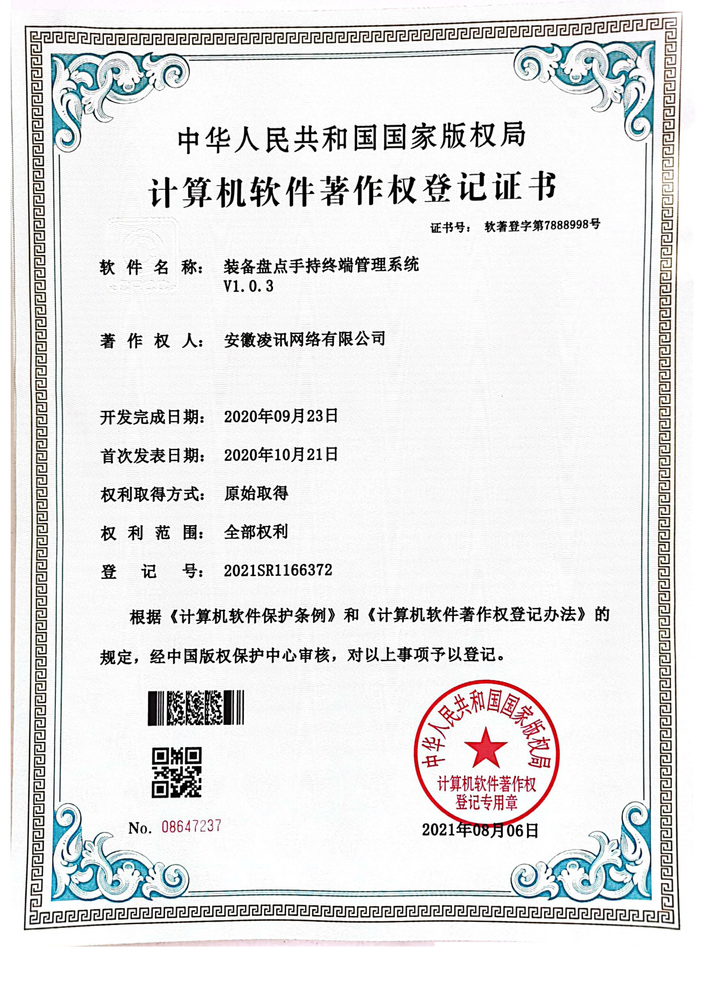 中华人民共和国国家版权局
计算机软件著作权登记证书
证书号： 软著登字第7888998号
软件名称： 装备盘点手持终端管理系统
V1.0.3
著作权人： 安徽凌讯网络有限公司
开发完成日期： 2020年09月23日
首次发表日期： 2020年10月21日
权利取得方式： 原始取得
权利范围： 全部权利
登记号： 2021SR1166372
根据《计算机软件保护条例》和《计算机软件著作权登记办法》的
规定，经中国版权保护中心审核，对以上事项予以登记。
中华人民共和国国家版权局
计算机软件著作权
登记专用章
No. 08647237
2021年08月06日